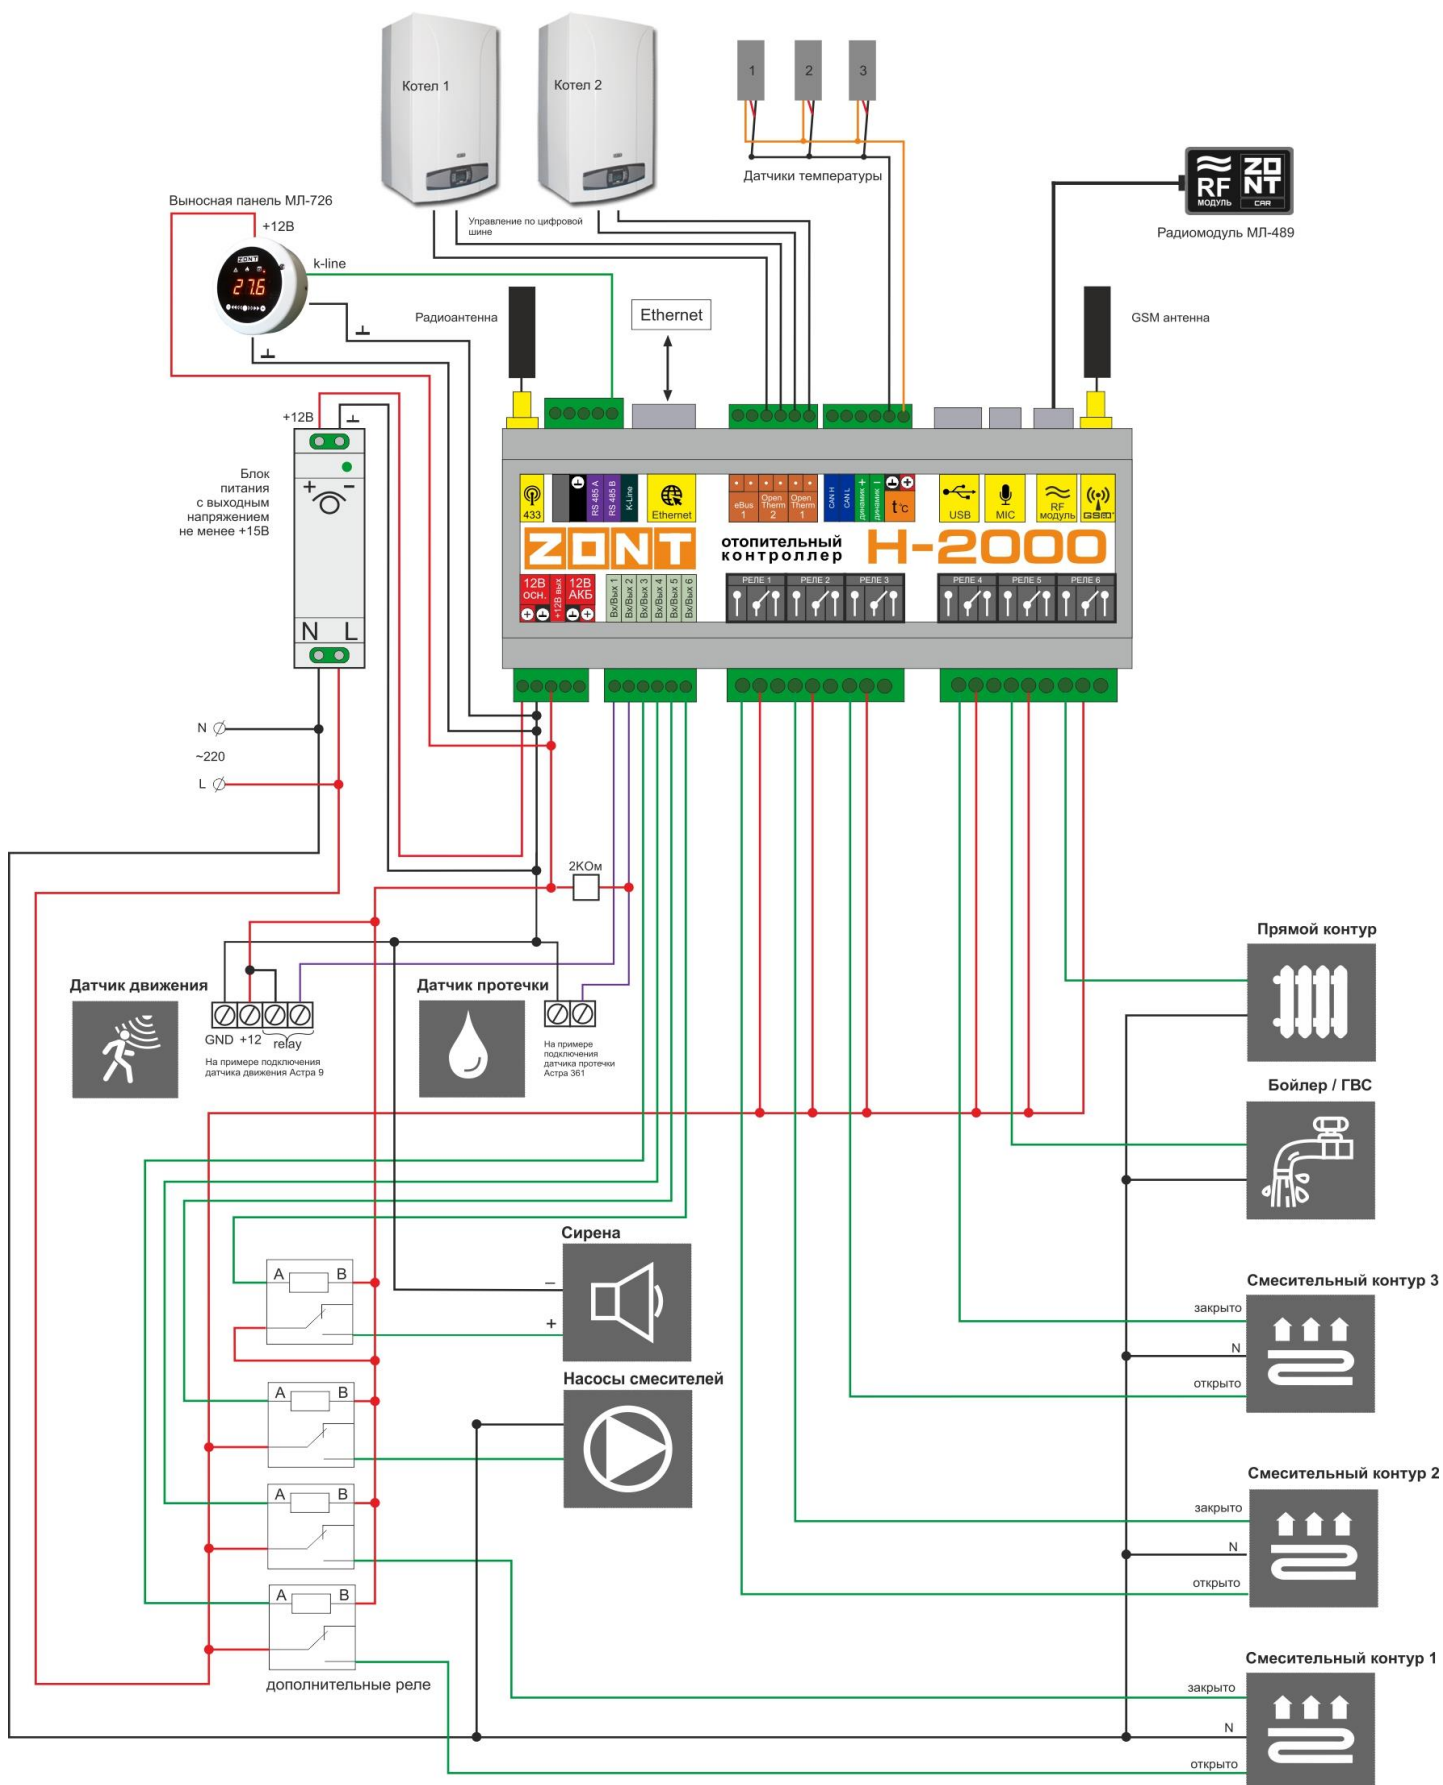 Котел 1
Котел 2
1
2
3
Датчики температуры
Управление по цифровой
шине
RF
МОДУЛЬ
ZONT
CAR
Радиомодуль МЛ-489
Выносная панель МЛ-726
+12В
k-line
ZONT
27.6
Радиоантенна
Ethernet
GSM антенна
+12В
Блок
питания
с выходным
напряжением
не менее +15В
+ −
N L
N
~220
L
433
RS 485 A
RS 485 B
K-Line
Ethernet
eBus
1
Open
Therm
2
Open
Therm
1
CAN H
CAN L
динамик +
динамик −
t°c
USB
MIC
RF
модуль
GSM
ZONT
отопительный
контроллер
H-2000
12В
осн.
+12В вых
12В
АКБ
Вх/Вых 1
Вх/Вых 2
Вх/Вых 3
Вх/Вых 4
Вх/Вых 5
Вх/Вых 6
РЕЛЕ 1
РЕЛЕ 2
РЕЛЕ 3
РЕЛЕ 4
РЕЛЕ 5
РЕЛЕ 6
2КОм
Датчик движения
GND +12 relay
На примере подключения
датчика движения Астра 9
Датчик протечки
На примере
подключения
датчика протечки
Астра 361
Прямой контур
Бойлер / ГВС
Сирена
−
+
A B
Насосы смесителей
A B
A B
A B
дополнительные реле
Смесительный контур 3
закрыто
N
открыто
Смесительный контур 2
закрыто
N
открыто
Смесительный контур 1
закрыто
N
открыто